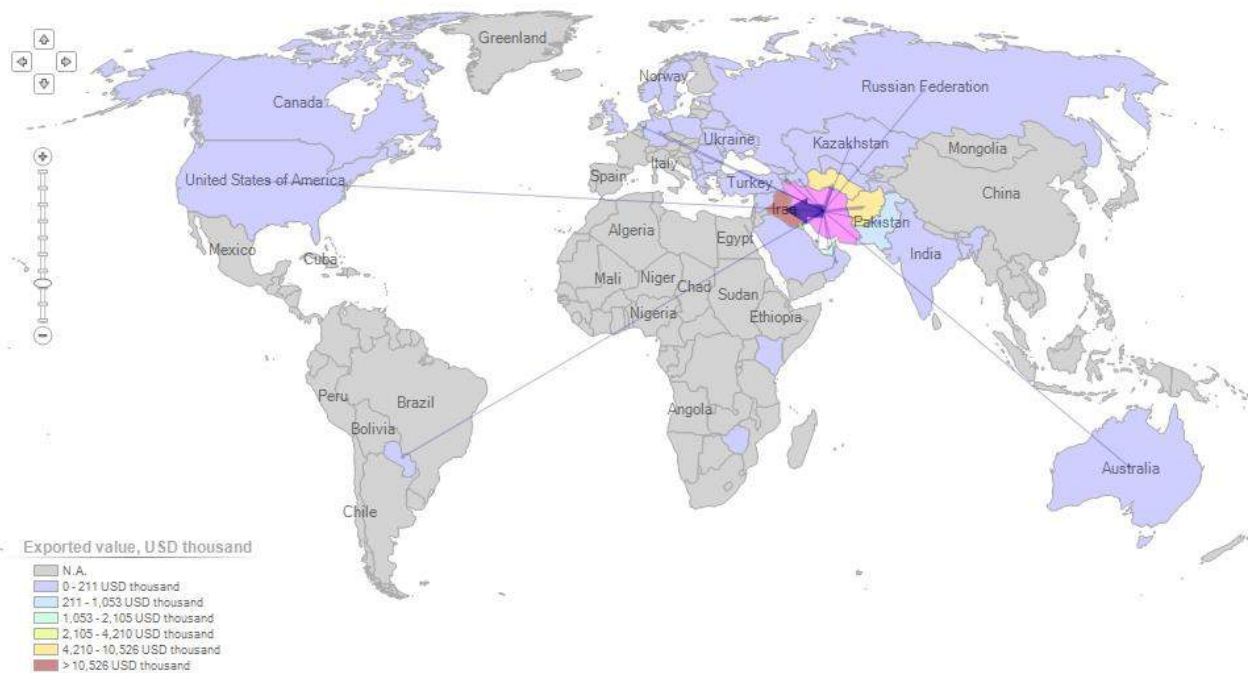 Greenland
Canada
Norway
Russian Federation
Ukraine
Kazakhstan
Mongolia
Italy
Spain
United States of America
Turkey
China
Iraq
Pakistan
Mexico
Cuba
Algeria
Egypt
India
Mali
Niger
Chad
Sudan
Nigeria
Ethiopia
Peru
Brazil
Angola
Bolivia
Australia
Chile
Exported value, USD thousand
N.A.
0 - 211 USD thousand
211 - 1,053 USD thousand
1,053 - 2,105 USD thousand
2,105 - 4,210 USD thousand
4,210 - 10,526 USD thousand
> 10,526 USD thousand